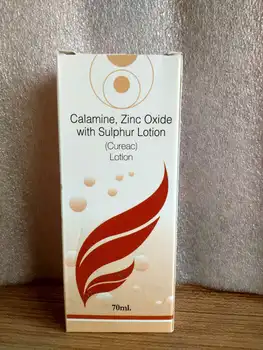 Calamine, Zinc Oxide
with Sulphur Lotion
(Cureac)
Lotion
70ml.